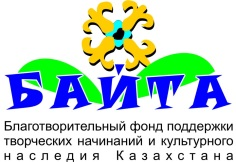 БАЙТА
Благотворительный фонд поддержки
творческих начинаний и культурного
наследия Казахстана